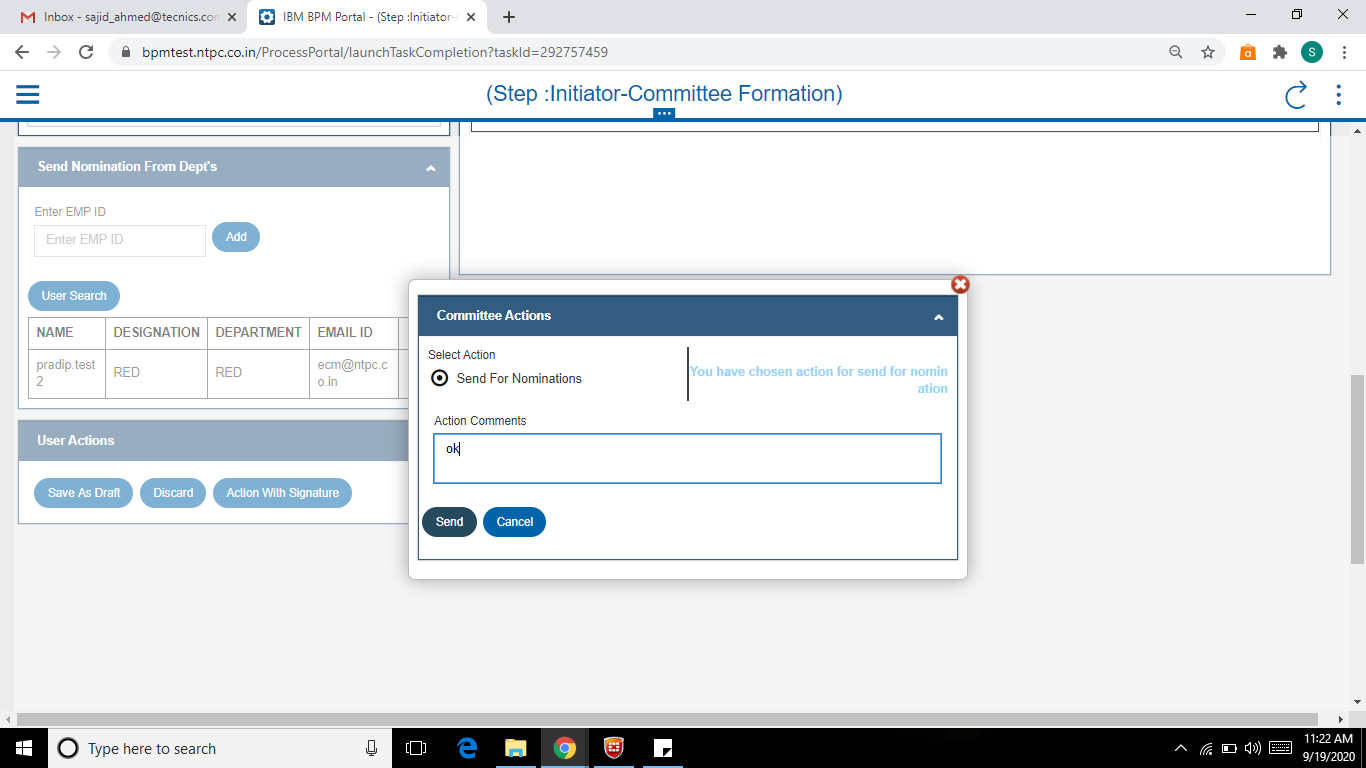 Inbox - sajid_ahmed@tecnics.con
IBM BPM Portal - (Step :Initiator-
bpmtest.ntpc.co.in/ProcessPortal/launchTaskCompletion?taskId=292757459
S
(Step :Initiator-Committee Formation)
Send Nomination From Dept's
Enter EMP ID
Enter EMP ID
Add
User Search
NAME DESIGNATION DEPARTMENT EMAIL ID
pradip.test2 RED RED ecm@ntpc.co.in
User Actions
Save As Draft Discard Action With Signature
Committee Actions
Select Action
Send For Nominations
You have chosen action for send for nomin
ation
Action Comments
ok
Send Cancel
Type here to search
11:22 AM
9/19/2020